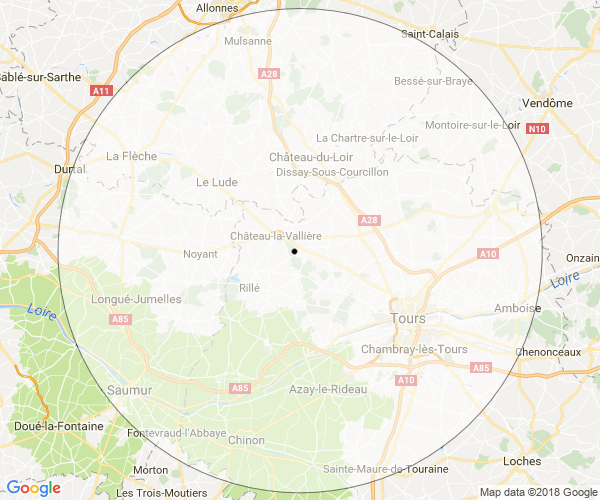 Allonnes
Mulsanne
Saint-Calais
Sablé-sur-Sarthe
A28
Bessé-sur-Braye
A11
Vendôme
Montoire-sur-le-Loir
N10
La Chartre-sur-le-Loir
La Flèche
Château-du-Loir
Durtal
Dissay-Sous-Courcillon
Le Lude
A28
Château-la-Vallière
Noyant
A10
Onzain
Loire
Rillé
Longué-Jumelles
Loire
Amboise
A85
Tours
Chambray-lès-Tours
Chenonceaux
A85
A10
A85
Saumur
Azay-le-Rideau
Doué-la-Fontaine
Fontevraud-l'Abbaye
Chinon
Loches
Morton
Sainte-Maure-de-Touraine
Google
Les Trois-Moutiers
Map data ©2018 Google